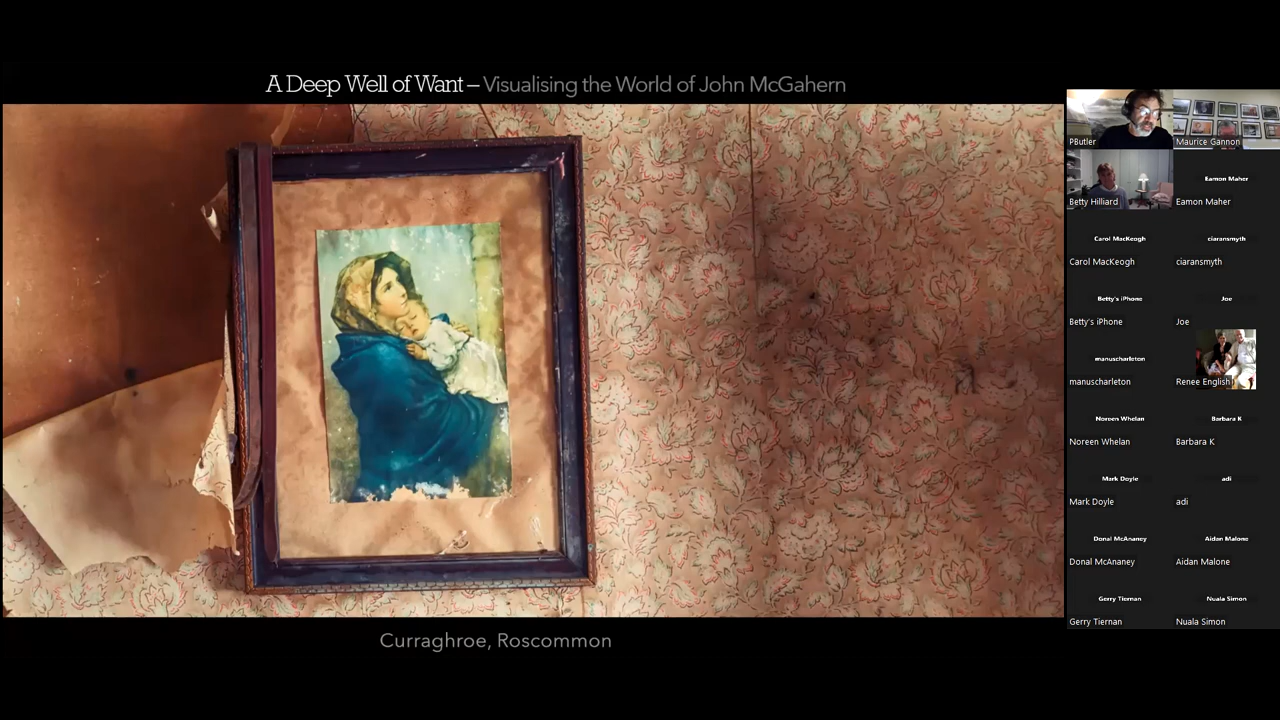 A Deep Well of Want – Visualising the World of John McGahern
Curraghroe, Roscommon
PButler
Maurice Gannon
Betty Hilliard
Eamon Maher
Eamon Maher
Carol MacKeogh
Carol MacKeogh
ciaransmyth
ciaransmyth
Betty's iPhone
Betty's iPhone
Joe
Joe
manuscharleton
manuscharleton
Renee English
Noreen Whelan
Noreen Whelan
Barbara K
Barbara K
Mark Doyle
Mark Doyle
adi
adi
Donal McAnaney
Donal McAnaney
Aidan Malone
Aidan Malone
Gerry Tiernan
Gerry Tiernan
Nuala Simon
Nuala Simon